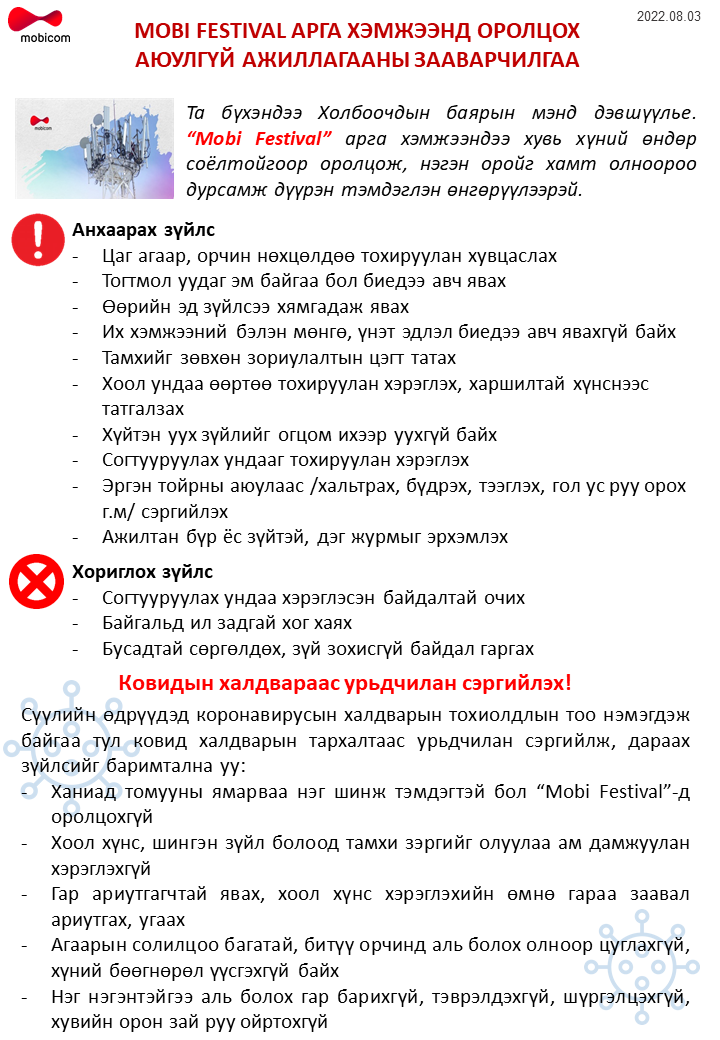 mobicom
2022.08.03
MOBI FESTIVAL АРГА ХЭМЖЭЭНД ОРОЛЦОХ
АЮУЛГҮЙ АЖИЛЛАГААНЫ ЗААВАРЧИЛГАА
mobicom
Та бүхэндээ Холбоочдын баярын мэнд дэвшүүлье.
“Mobi Festival” арга хэмжээндээ хувь хүний өндөр
соёлтойгоор оролцож, нэгэн оройг хамт олноороо
дурсамж дүүрэн тэмдэглэн өнгөрүүлээрэй.
Анхаарах зүйлс
- Цаг агаар, орчин нөхцөлдөө тохируулан хувцаслах
- Тогтмол уудаг эм байгаа бол биедээ авч явах
- Өөрийн эд зүйлсээ хямгадаж явах
- Их хэмжээний бэлэн мөнгө, үнэт эдлэл биедээ авч явахгүй байх
- Тамхийг зөвхөн зориулалтын цэгт татах
- Хоол ундаа өөртөө тохируулан хэрэглэх, харшилтай хүнснээс
татгалзах
- Хүйтэн уух зүйлийг огцом ихээр уухгүй байх
- Согтууруулах ундааг тохируулан хэрэглэх
- Эргэн тойрны аюулаас /хальтрах, бүдрэх, тээглэх, гол ус руу орох
г.м/ сэргийлэх
- Ажилтан бүр ёс зүйтэй, дэг журмыг эрхэмлэх
Хориглох зүйлс
- Согтууруулах ундаа хэрэглэсэн байдалтай очих
- Байгальд ил задгай хог хаях
- Бусадтай сөргөлдөх, зүй зохисгүй байдал гаргах
Ковидын халдвараас урьдчилан сэргийлэх!
Сүүлийн өдрүүдэд коронавирусын халдварын тохиолдлын тоо нэмэгдэж
байгаа тул ковид халдварын тархалтаас урьдчилан сэргийлж, дараах
зүйлсийг баримтална уу:
- Ханиад томууны ямарваа нэг шинж тэмдэгтэй бол “Mobi Festival”-д
оролцохгүй
- Хоол хүнс, шингэн зүйл болоод тамхи зэргийг олуулаа ам дамжуулан
хэрэглэхгүй
- Гар ариутгагчтай явах, хоол хүнс хэрэглэхийн өмнө гараа заавал
ариутгах, угаах
- Агаарын солилцоо багатай, битүү орчинд аль болох олноор цуглахгүй,
хүний бөөгнөрөл үүсгэхгүй байх
- Нэг нэгэнтэйгээ аль болох гар барихгүй, тэврэлдэхгүй, шүргэлцэхгүй,
хувийн орон зай руу ойртохгүй